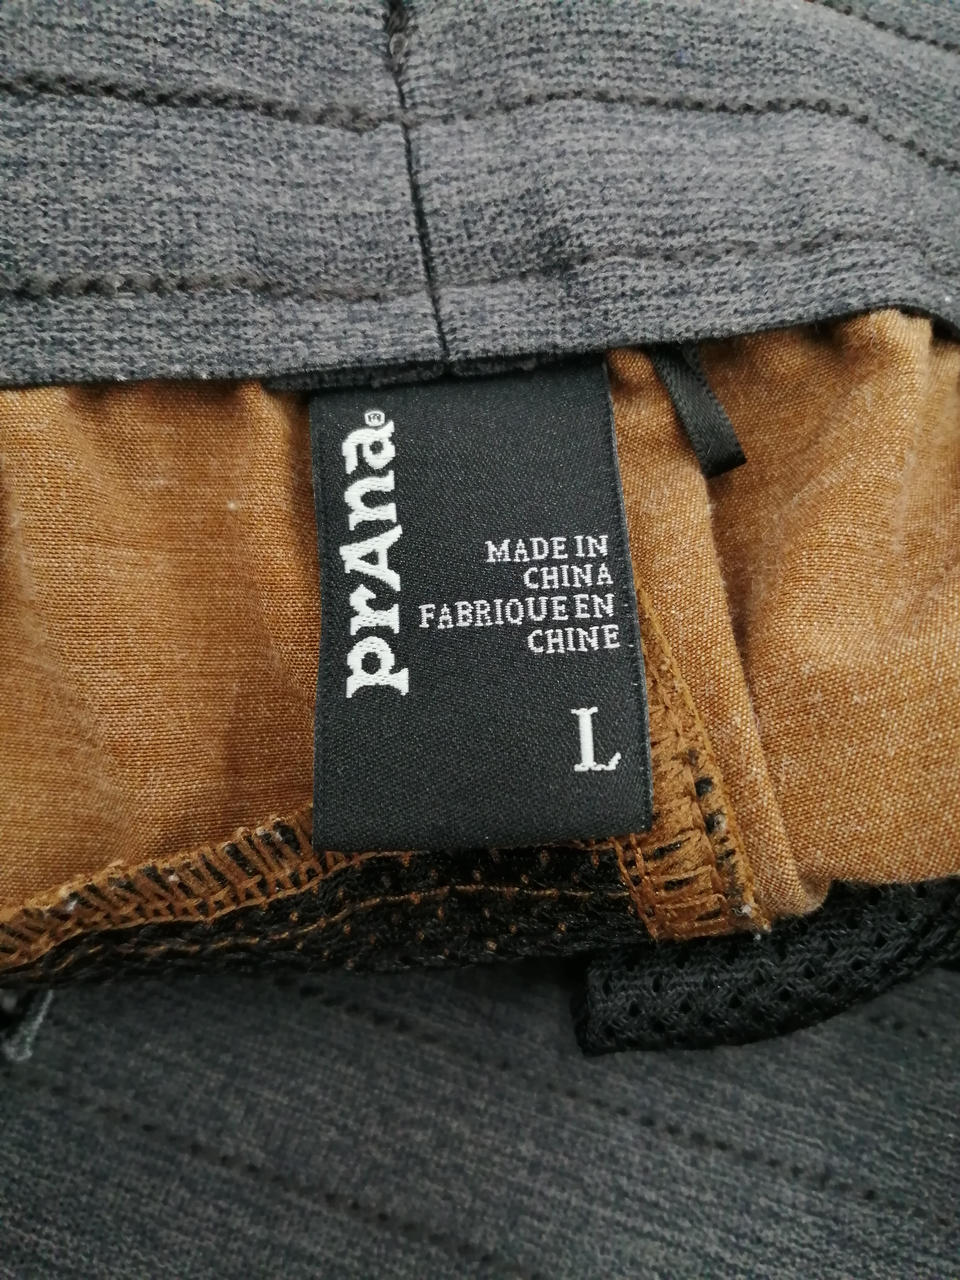 prAna®
MADE IN
CHINA
FABRIQUE EN
CHINE
L